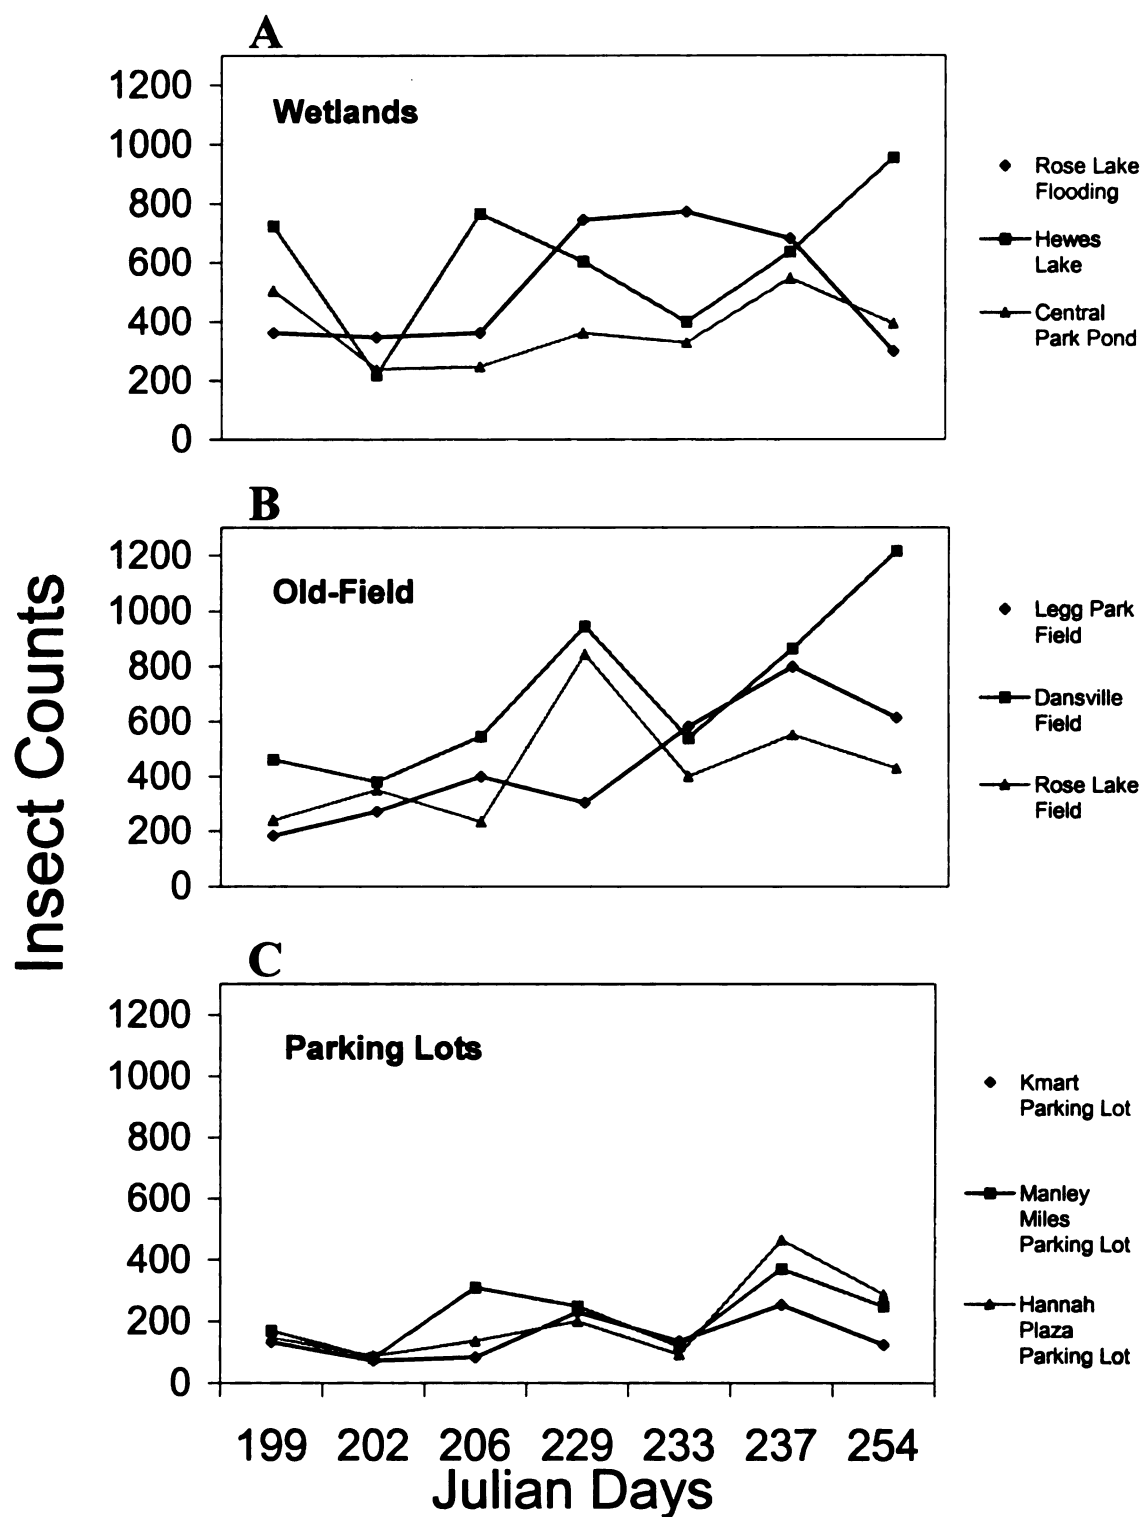 A
1200
1000
800
600
400
200
0
Wetlands
Rose Lake
Flooding
Hewes
Lake
Central
Park Pond
B
1200
1000
800
600
400
200
0
Old-Field
Legg Park
Field
Dansville
Field
Rose Lake
Field
Insect Counts
C
1200
1000
800
600
400
200
0
Parking Lots
Kmart
Parking Lot
Manley
Miles
Parking Lot
Hannah
Plaza
Parking Lot
199 202 206 229 233 237 254
Julian Days